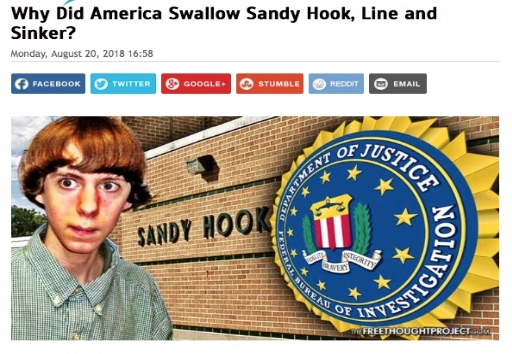 Why Did America Swallow Sandy Hook, Line and
Sinker?
Monday, August 20, 2018 16:58
FACEBOOK TWITTER GOOGLE+ STUMBLE REDDIT EMAIL
SANDY HOOK
DEPARTMENT OF JUSTICE
FEDERAL BUREAU OF INVESTIGATION
FIDELITY BRAVERY INTEGRITY
THEFREETHOUGHTPROJECT.COM